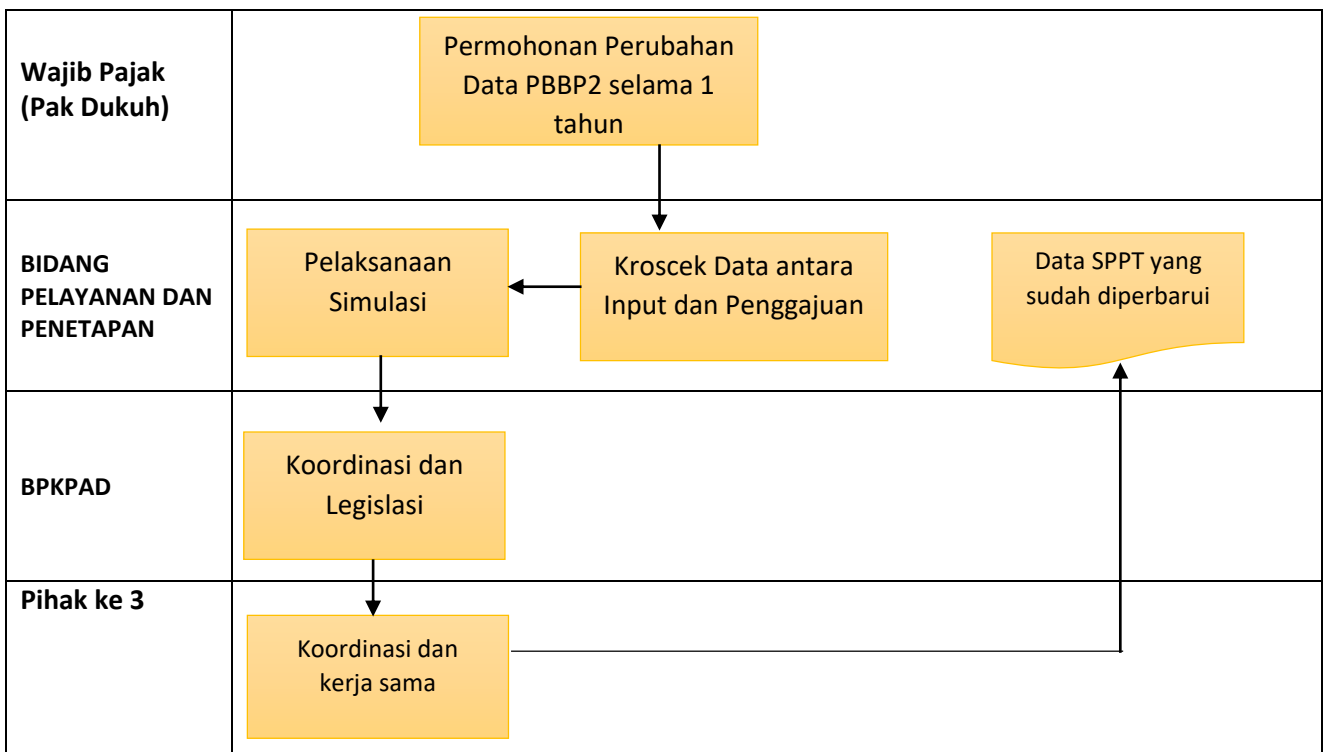 Wajib Pajak
(Pak Dukuh)
Permohonan Perubahan
Data PBBP2 selama 1
tahun
BIDANG
PELAYANAN DAN
PENETAPAN
Pelaksanaan
Simulasi
Kroscek Data antara
Input dan Penggajuan
Data SPPT yang
sudah diperbarui
BPKPAD
Koordinasi dan
Legislasi
Pihak ke 3
Koordinasi dan
kerja sama